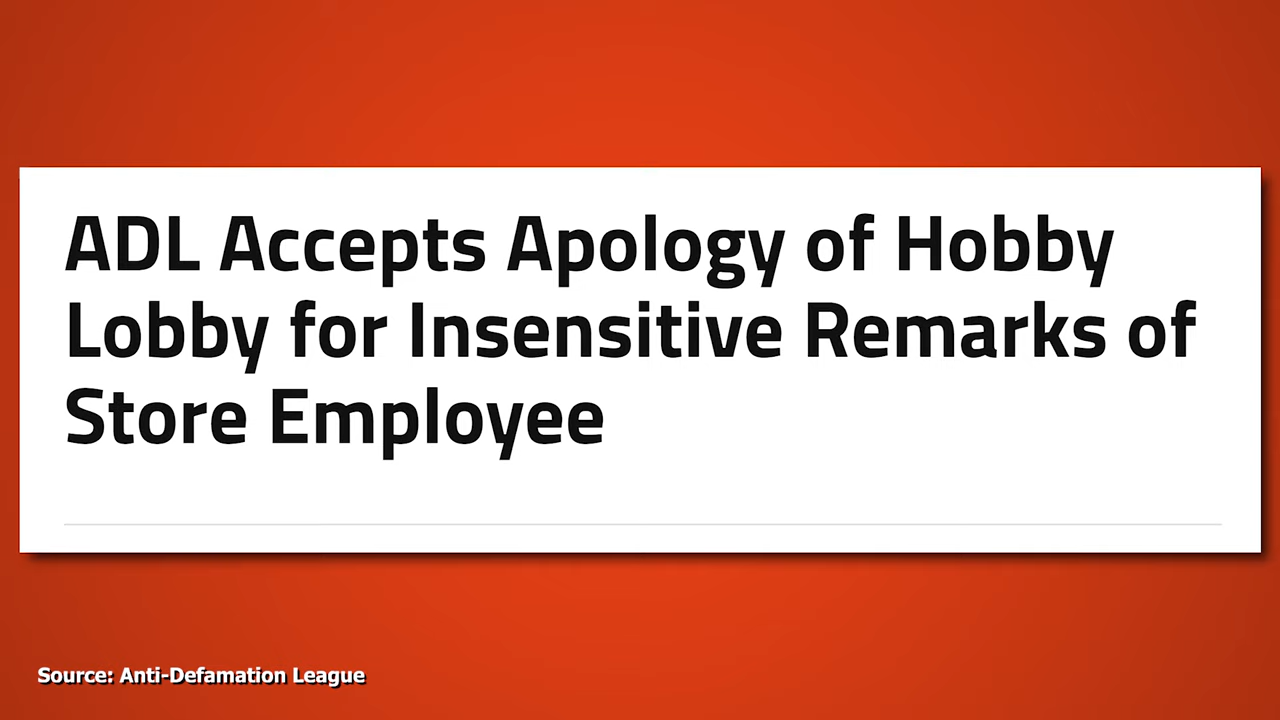 ADL Accepts Apology of Hobby
Lobby for Insensitive Remarks of
Store Employee
Source: Anti-Defamation League